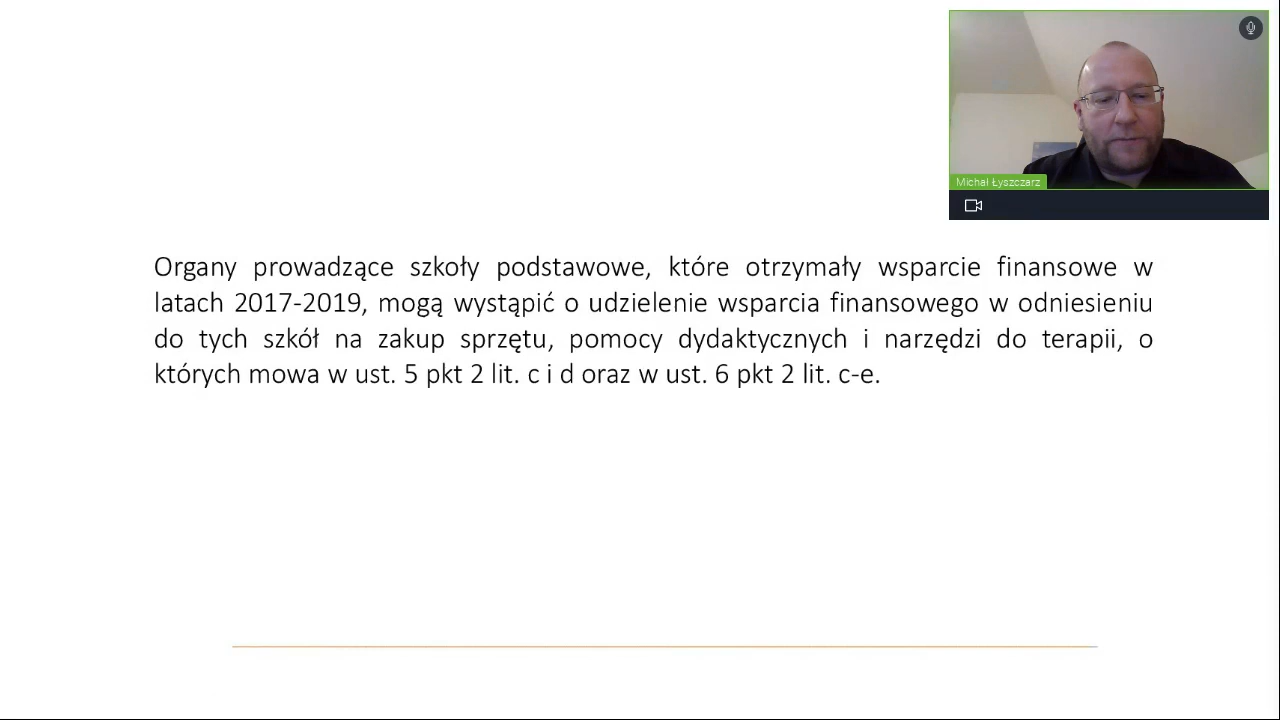 Michał Łyszczarz
Organy prowadzące szkoły podstawowe, które otrzymały wsparcie finansowe w
latach 2017-2019, mogą wystąpić o udzielenie wsparcia finansowego w odniesieniu
do tych szkół na zakup sprzętu, pomocy dydaktycznych i narzędzi do terapii, o
których mowa w ust. 5 pkt 2 lit. c i d oraz w ust. 6 pkt 2 lit. c-e.